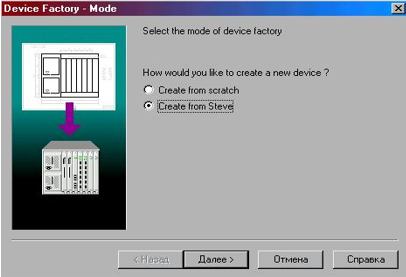 Device Factory - Mode
Select the mode of device factory
How would you like to create a new device ?
Create from scratch
Create from Steve
< Назад
Далее >
Отмена
Справка